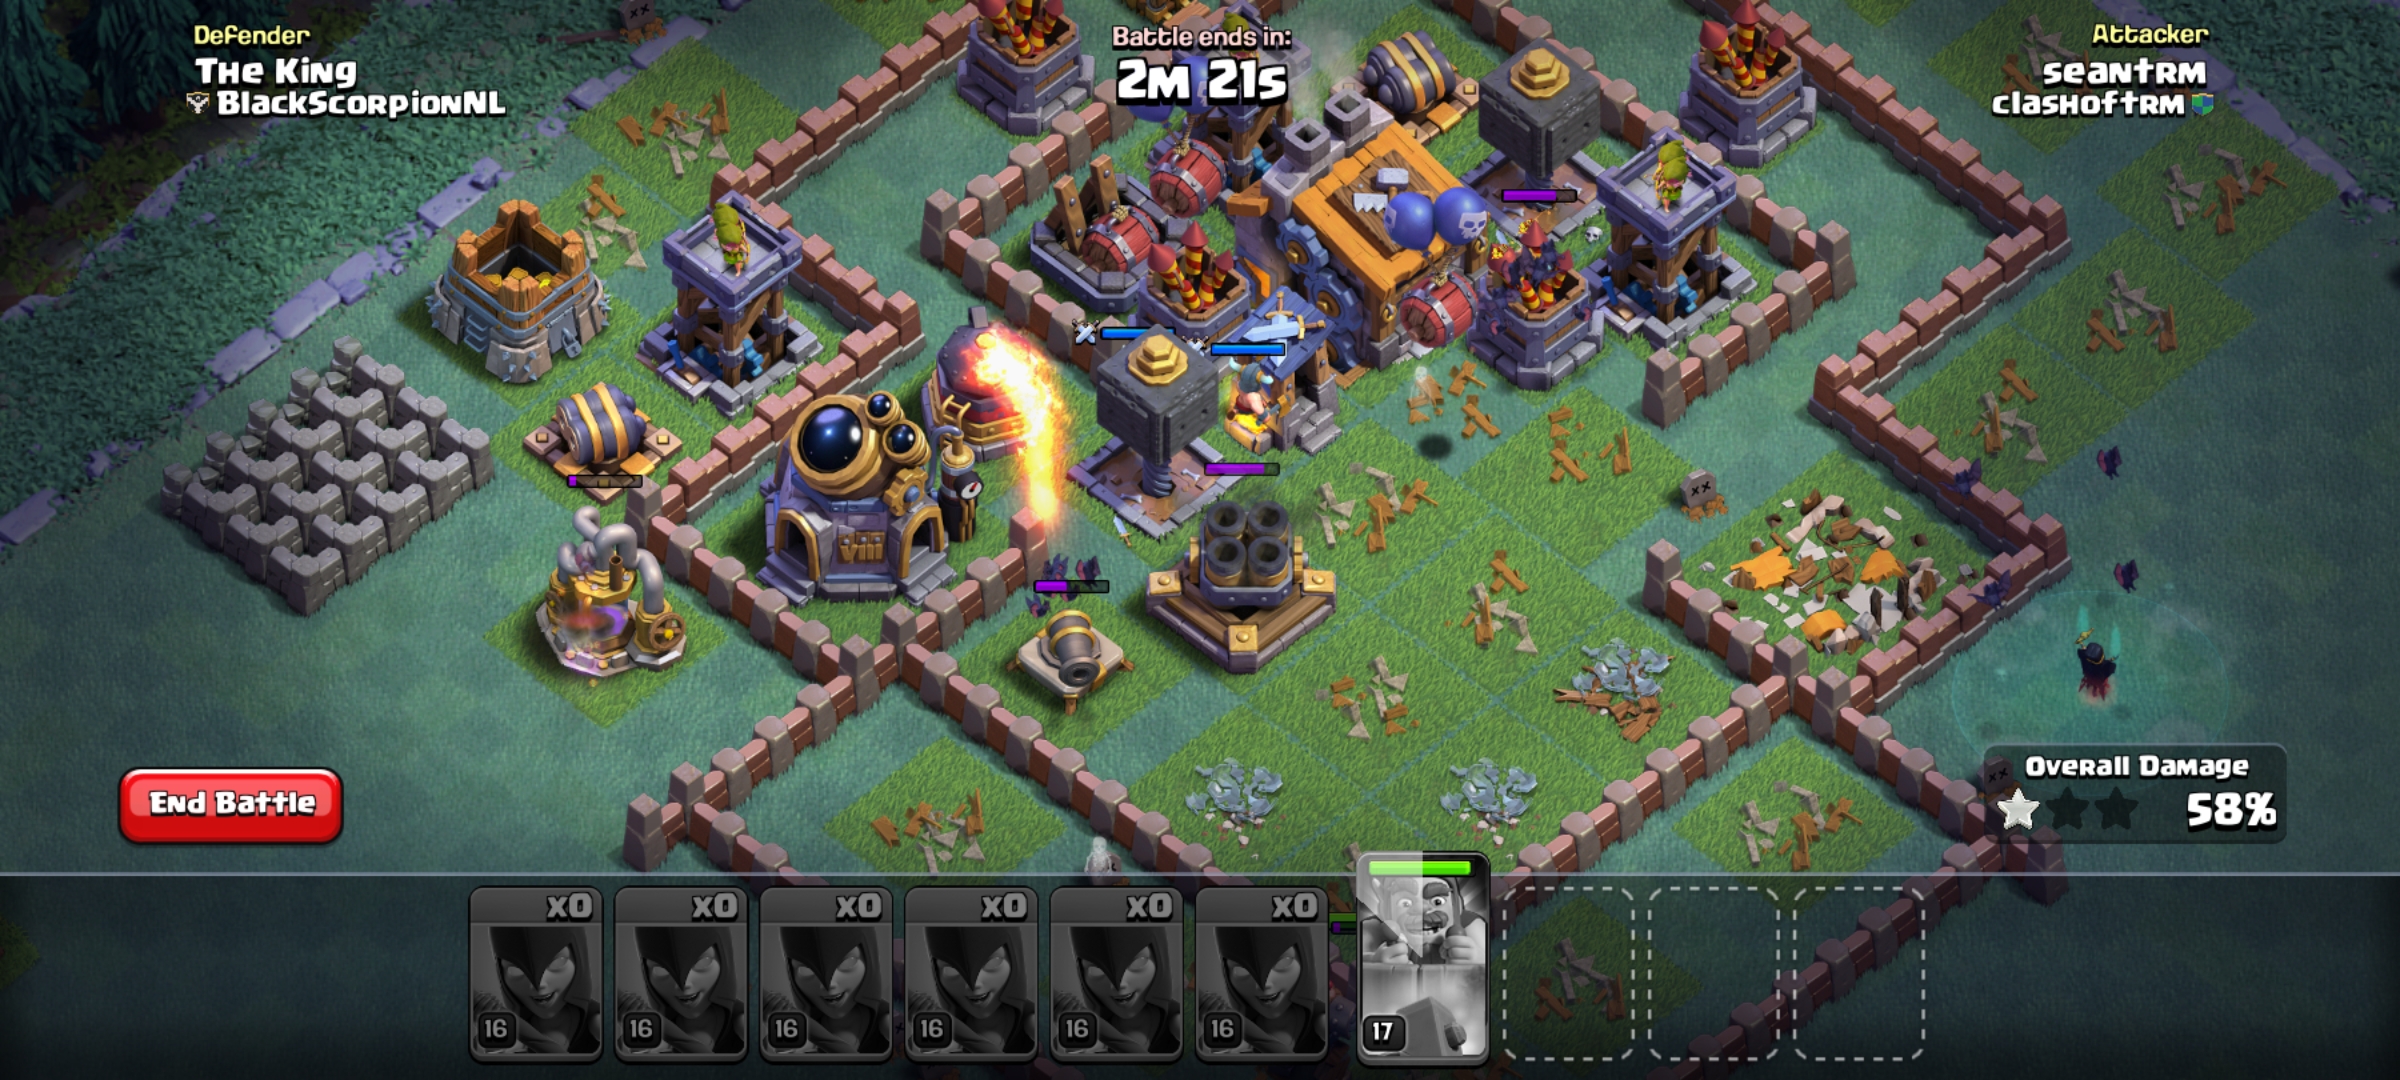 Defender
The King
BlackScorpionNL
Battle ends in:
2M 21s
Attacker
seantRM
clashoftRM
VIII
End Battle
Overall Damage
58%
x0
x0
x0
x0
x0
x0
16
16
16
16
16
16
17